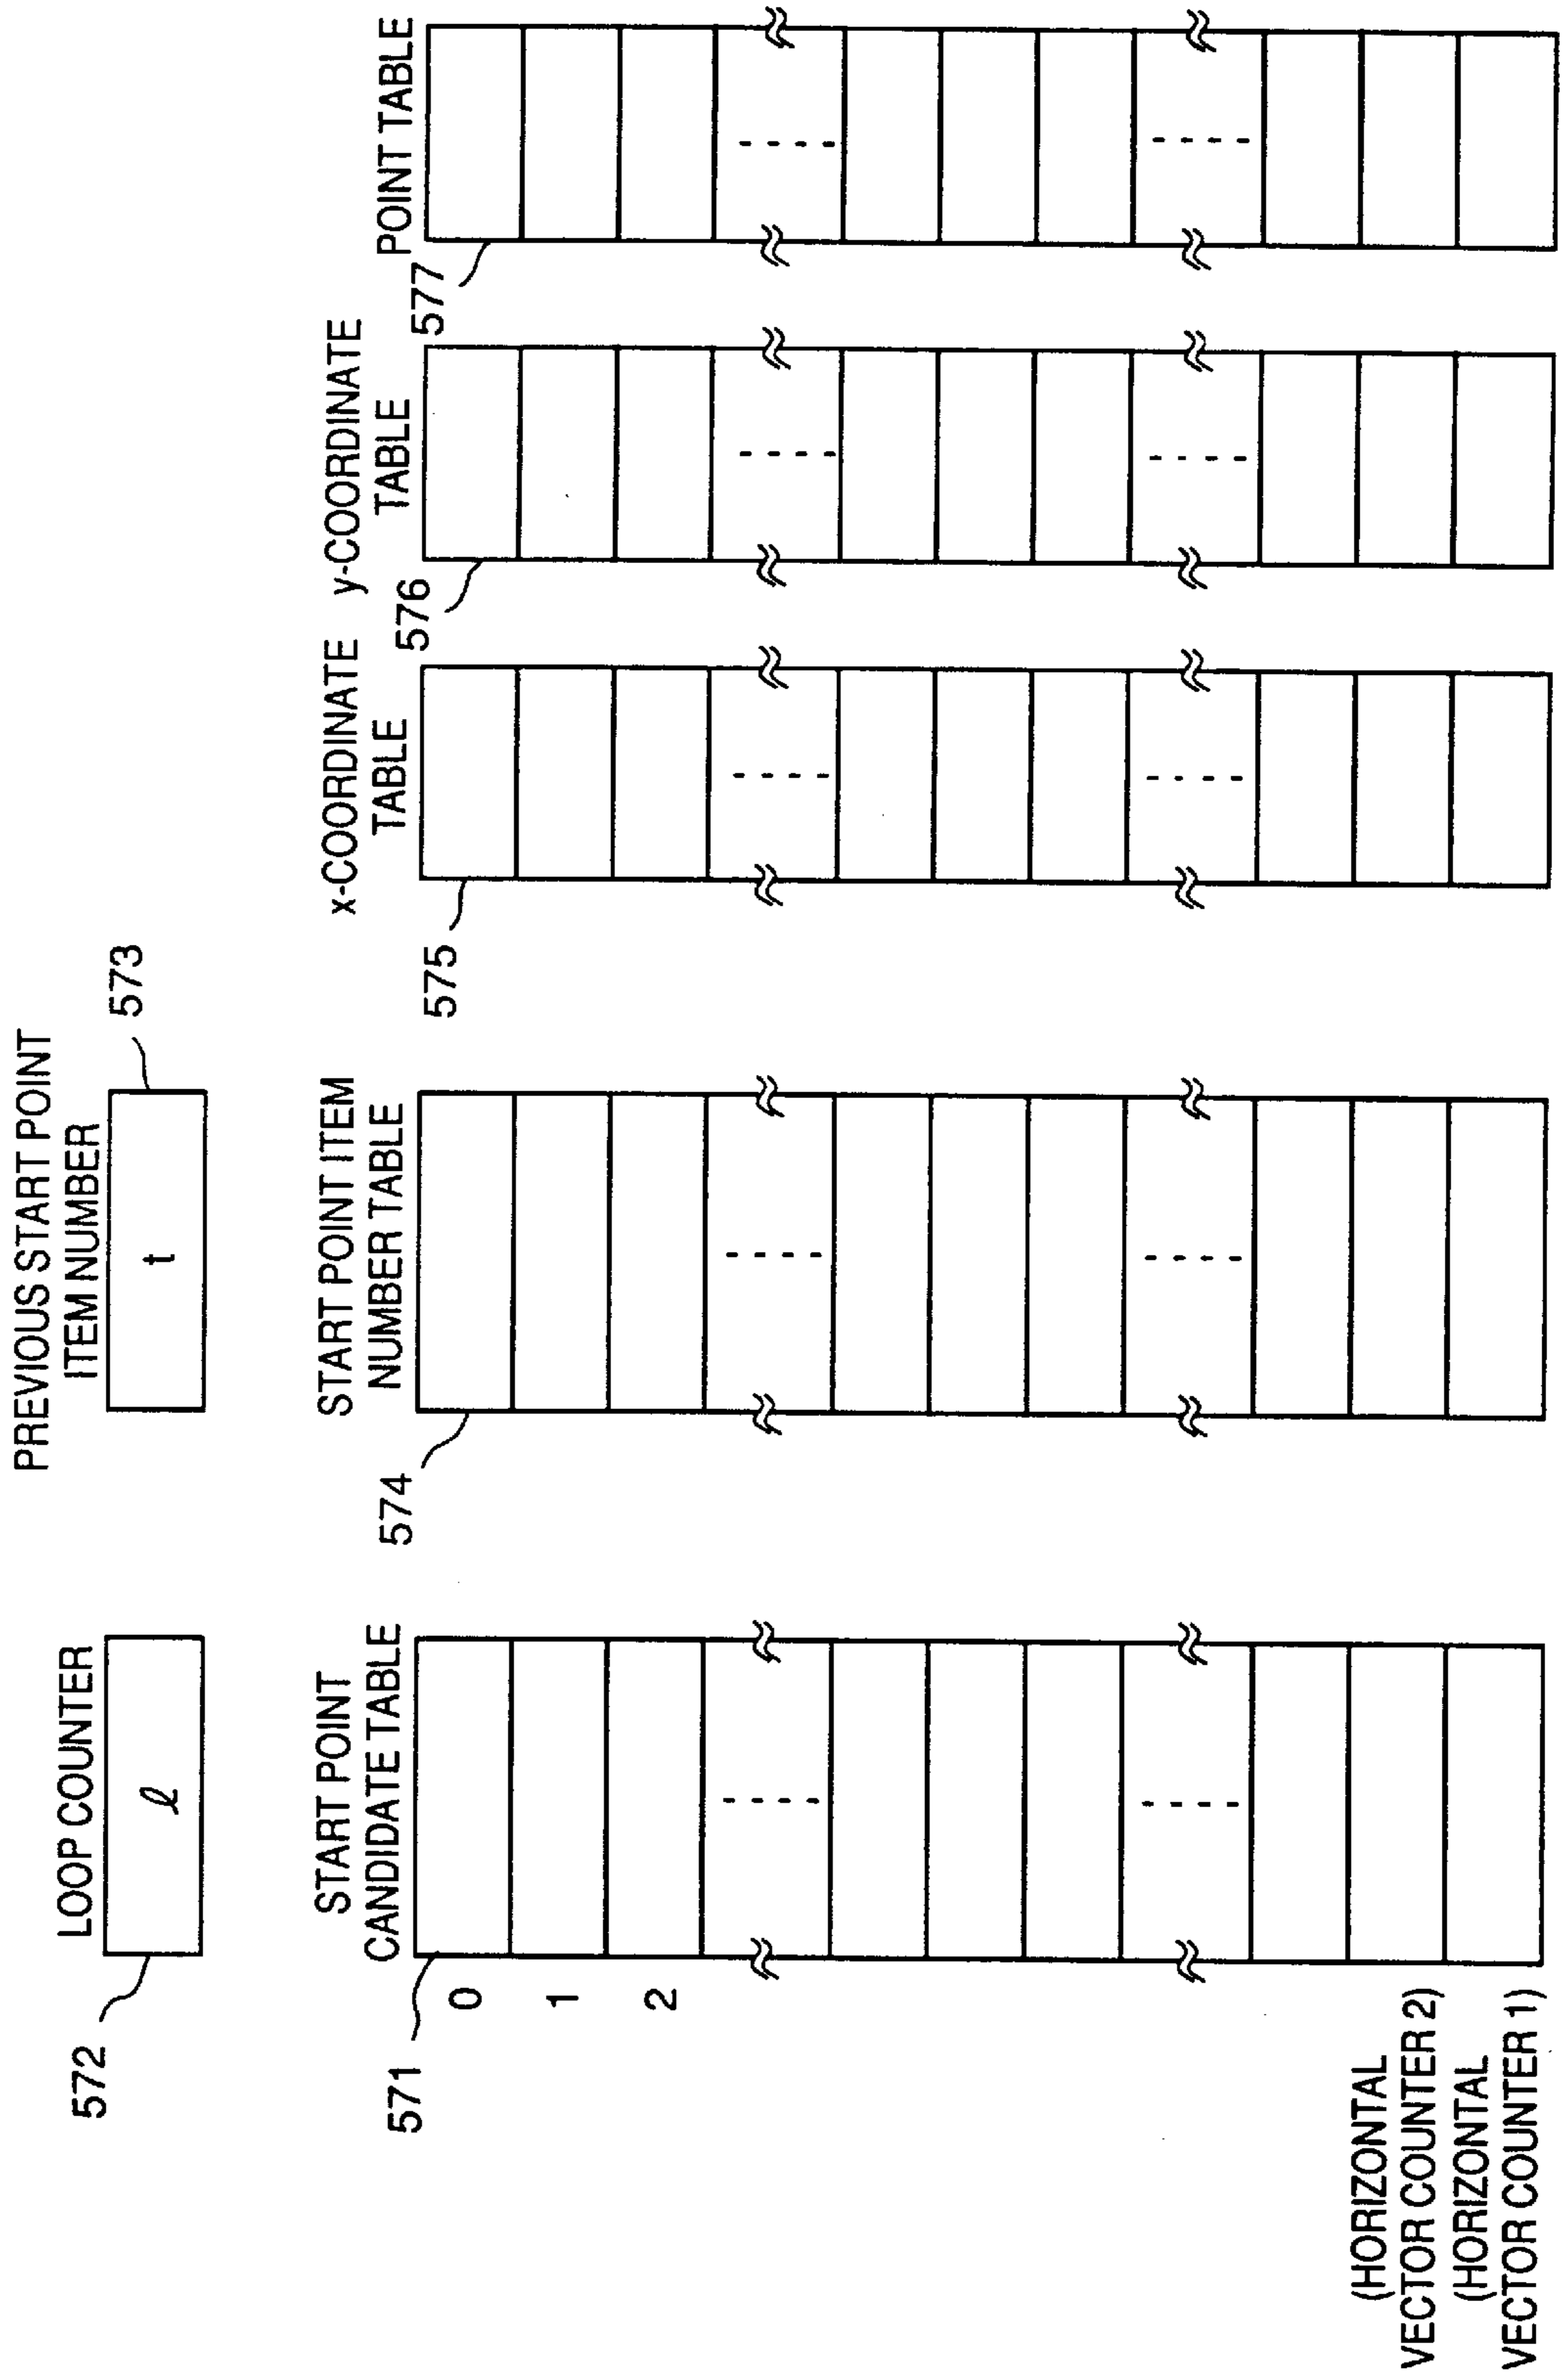 LOOP COUNTER
572
ℓ
PREVIOUS START POINT
ITEM NUMBER
573
t
START POINT
CANDIDATE TABLE
571
0
1
2
(HORIZONTAL
VECTOR COUNTER 2)
(HORIZONTAL
VECTOR COUNTER 1)
START POINT ITEM
NUMBER TABLE
574
x-COORDINATE
TABLE
575
y-COORDINATE
TABLE
576
POINT TABLE
577